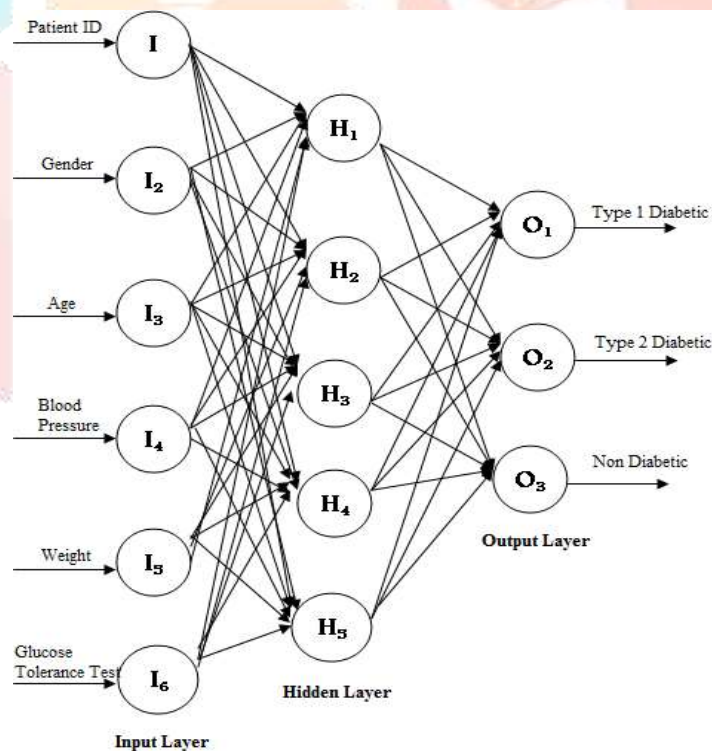 Patient ID
I
H₁
Gender
I₂
O₁
Type 1 Diabetic
H₂
Age
I₃
O₂
Type 2 Diabetic
H₃
Blood
Pressure
I₄
O₃
Non Diabetic
H₄
Output Layer
Weight
I₅
H₅
Glucose
Tolerance Test
I₆
Hidden Layer
Input Layer